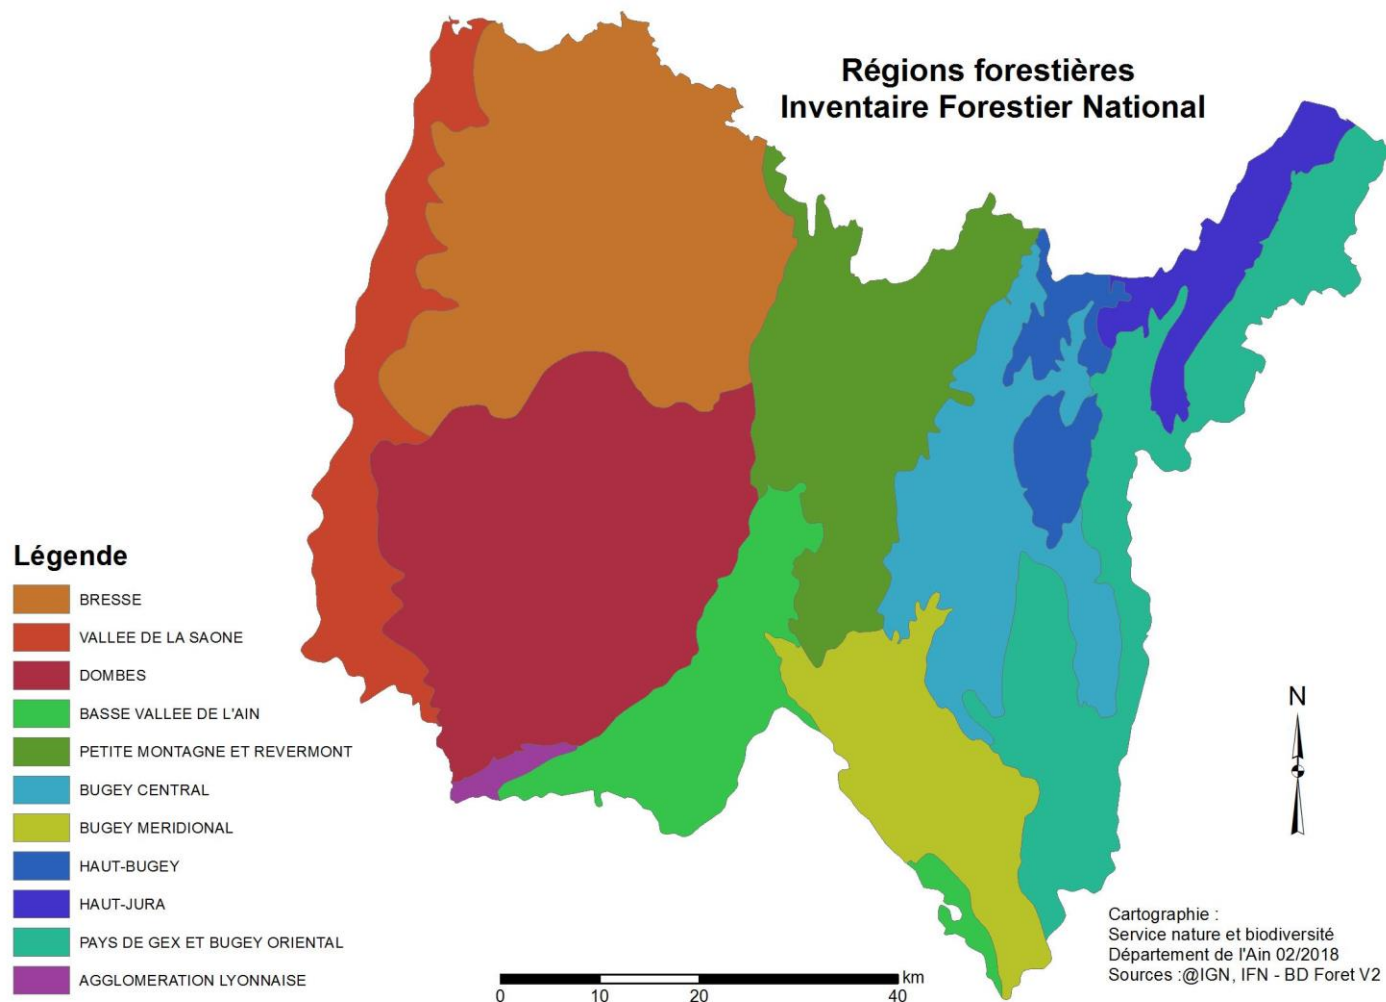 Régions forestières
Inventaire Forestier National
Légende
BRESSE
VALLEE DE LA SAONE
DOMBES
BASSE VALLEE DE L'AIN
PETITE MONTAGNE ET REVERMONT
BUGEY CENTRAL
BUGEY MERIDIONAL
HAUT-BUGEY
HAUT-JURA
PAYS DE GEX ET BUGEY ORIENTAL
AGGLOMERATION LYONNAISE
N
km
0 10 20 40
Cartographie :
Service nature et biodiversité
Département de l'Ain 02/2018
Sources :@IGN, IFN - BD Foret V2